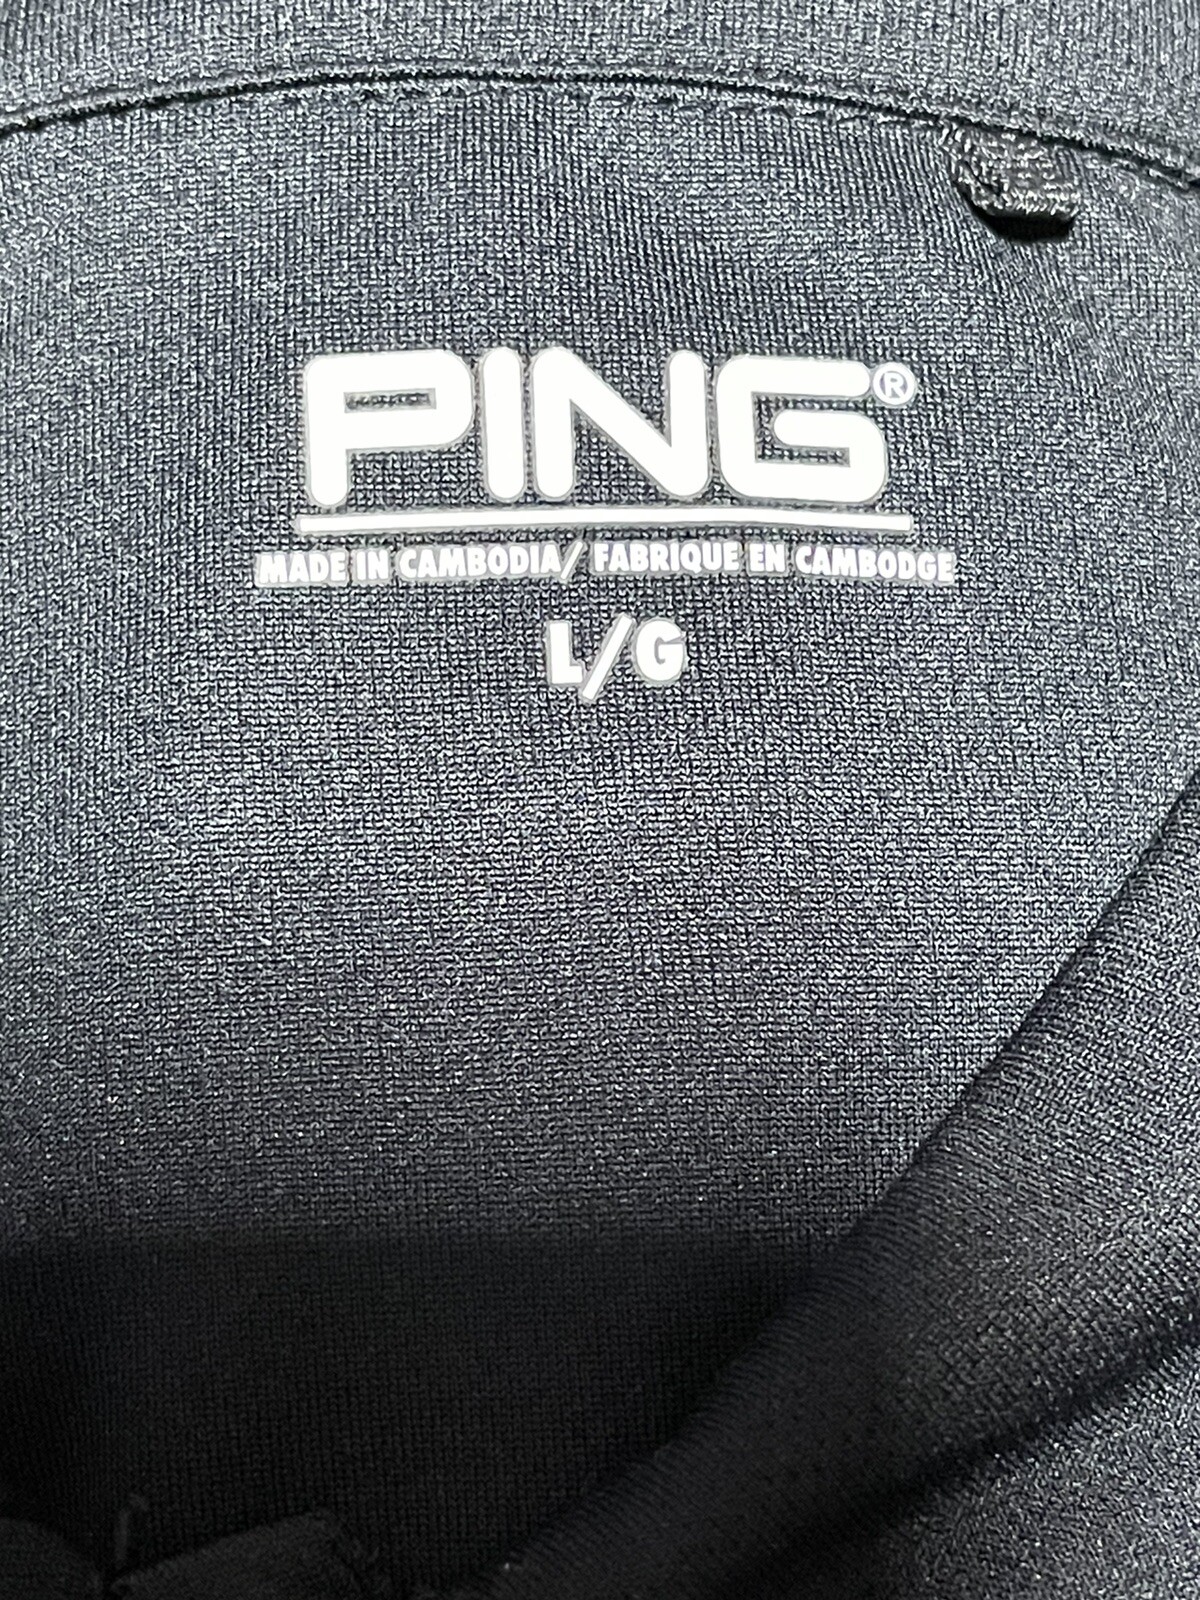 PING®
MADE IN CAMBODIA/ FABRIQUE EN CAMBODGE
L/G